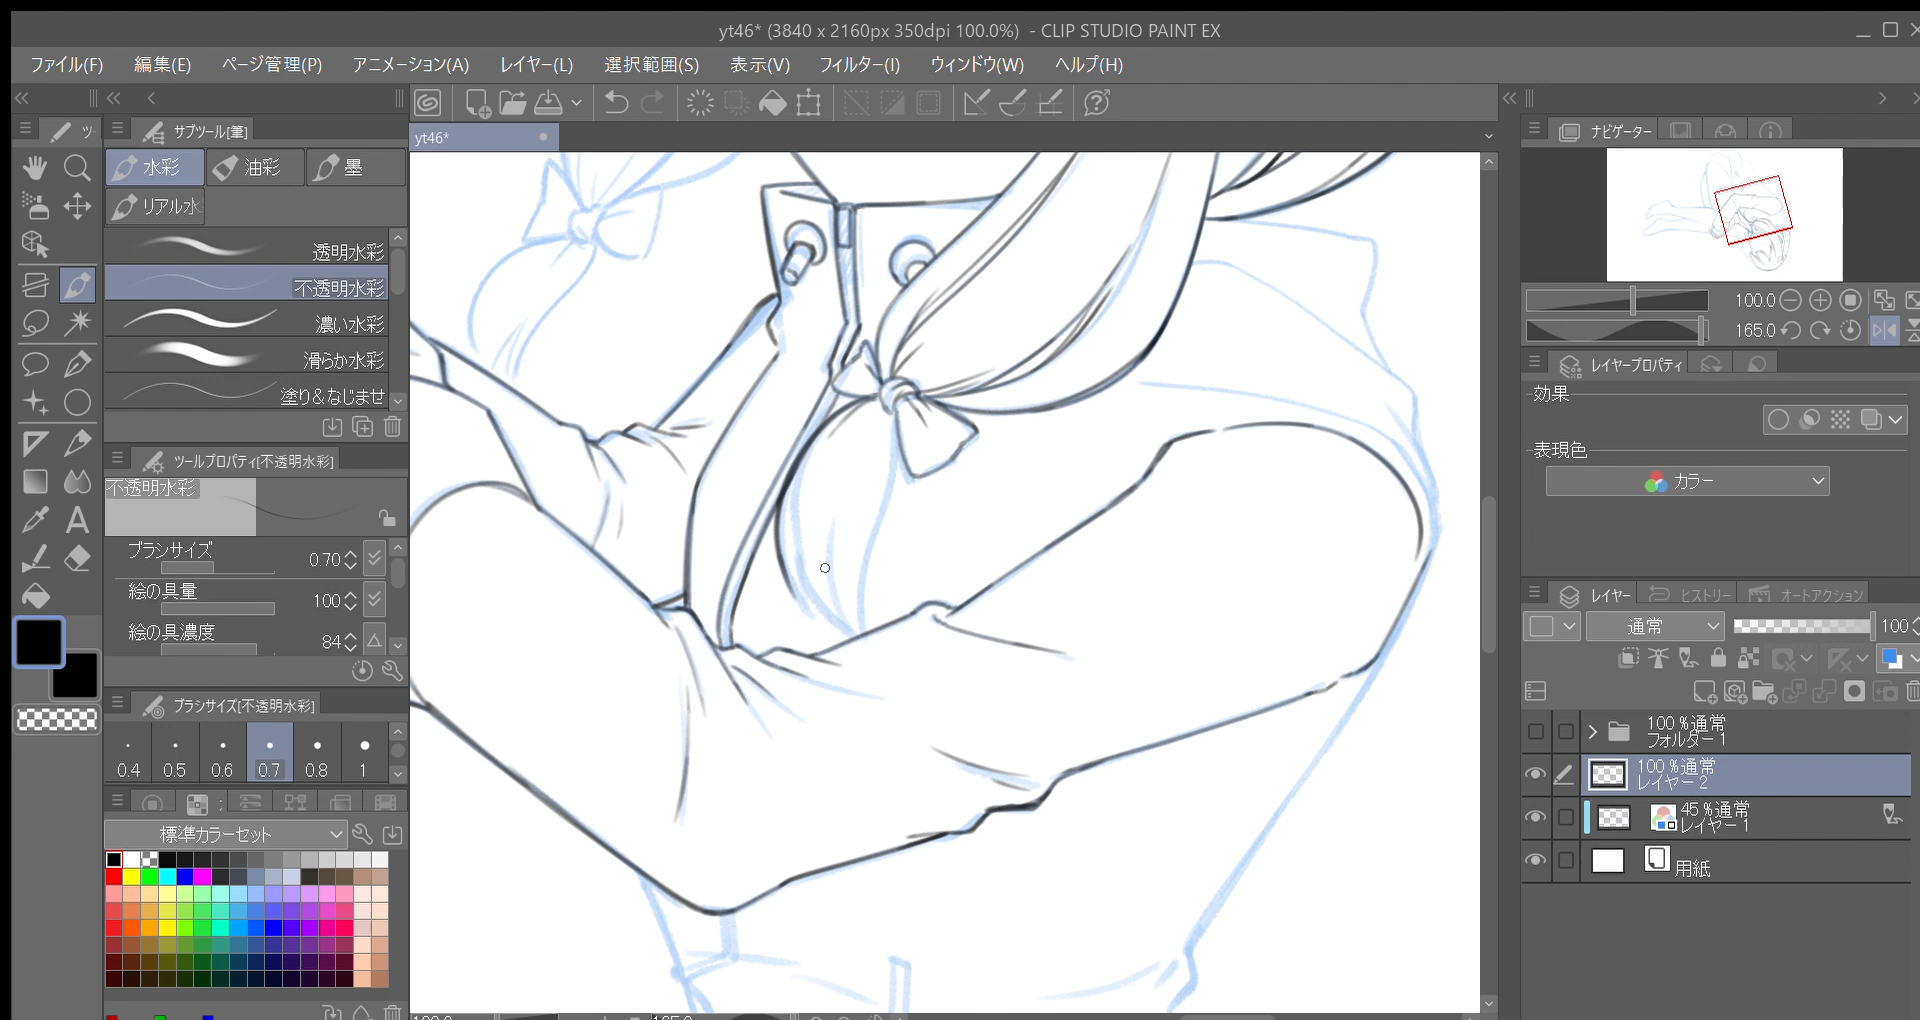 yt46* (3840 x 2160px 350dpi 100.0%) - CLIP STUDIO PAINT EX
ファイル(F) 編集(E) ページ管理(P) アニメーション(A) レイヤー(L) 選択範囲(S) 表示(V) フィルター(I) ウィンドウ(W) ヘルプ(H)
ツ
サブツール[筆]
yt46*
水彩 油彩 墨
リアル水
透明水彩
不透明水彩
濃い水彩
滑らか水彩
塗り&なじませ
ツールプロパティ[不透明水彩]
不透明水彩
ブラシサイズ 0.70
絵の具量 100
絵の具濃度 84
ブラシサイズ[不透明水彩]
0.4 0.5 0.6 0.7 0.8 1
標準カラーセット
ナビゲーター
100.0
165.0
レイヤープロパティ
効果
表現色
カラー
レイヤー ヒストリー オートアクション
通常 100
100 %通常
フォルダー 1
100 %通常
レイヤー 2
45 %通常
レイヤー 1
用紙
100.0 165.0